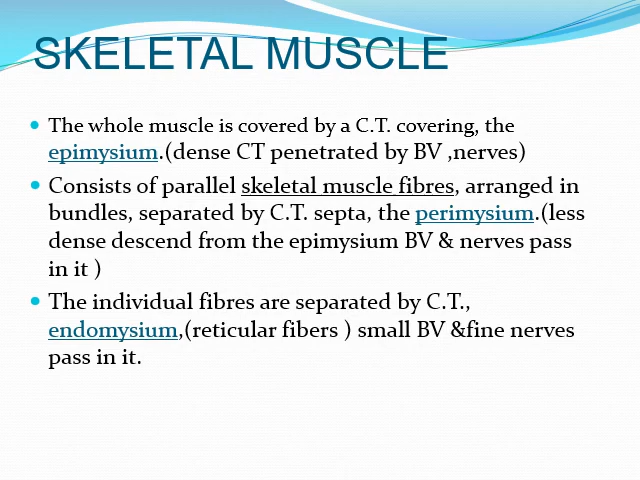 SKELETAL MUSCLE
The whole muscle is covered by a C.T. covering, the
epimysium.(dense CT penetrated by BV ,nerves)
Consists of parallel skeletal muscle fibres, arranged in
bundles, separated by C.T. septa, the perimysium.(less
dense descend from the epimysium BV & nerves pass
in it )
The individual fibres are separated by C.T.,
endomysium,(reticular fibers ) small BV &fine nerves
pass in it.